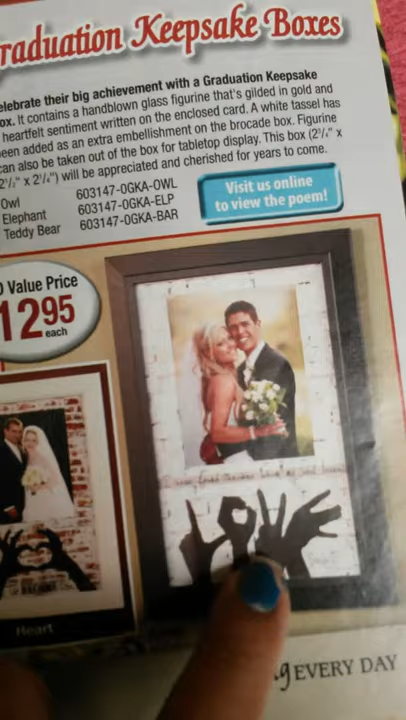 raduation Keepsake Boxes
elebrate their big achievement with a Graduation Keepsake
ox. It contains a handblown glass figurine that's gilded in gold and
heartfelt sentiment written on the enclosed card. A white tassel has
een added as an extra embellishment on the brocade box. Figurine
can also be taken out of the box for tabletop display. This box (2¹/₄" x
2¹/₄" x 2¹/₄") will be appreciated and cherished for years to come.
Owl 603147-0GKA-OWL
Elephant 603147-0GKA-ELP
Teddy Bear 603147-0GKA-BAR
Visit us online
to view the poem!
Value Price
1295
each
Heart
EVERY DAY